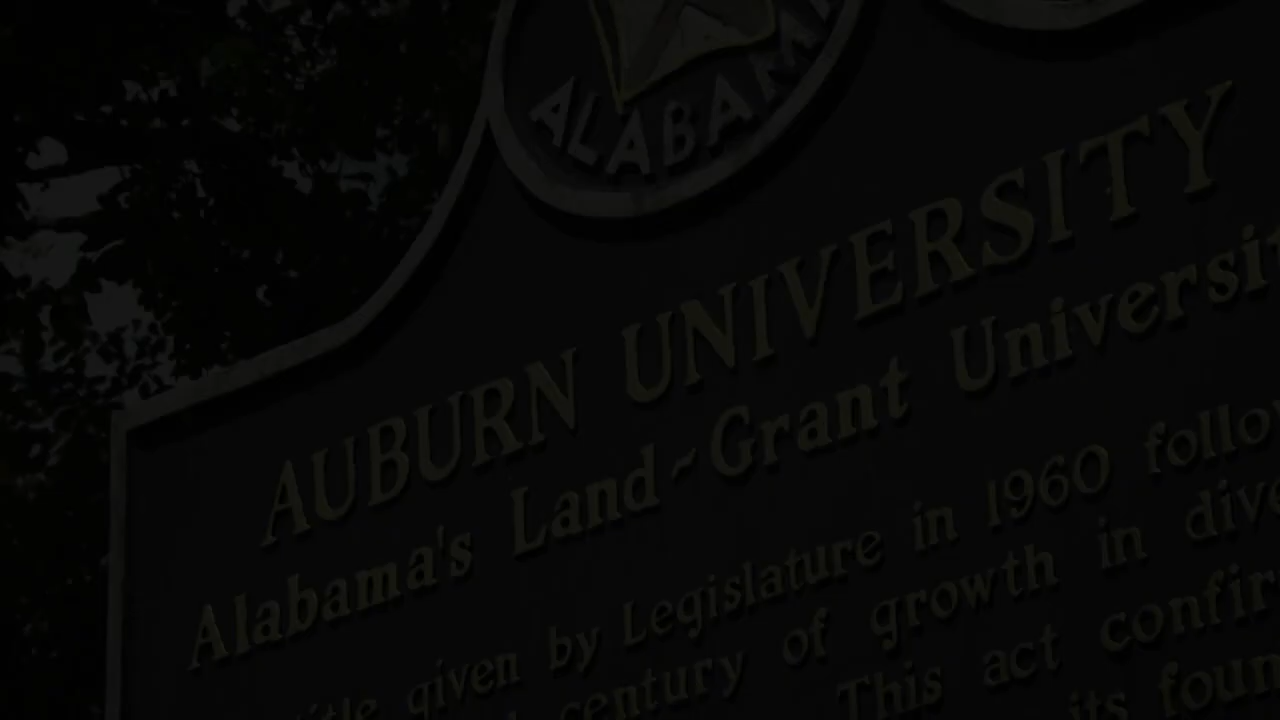 ALABAMA
AUBURN UNIVERSITY
Alabama's Land-Grant Universit
title given by Legislature in 1960 follo
century of growth in dive
This act confir
its foun